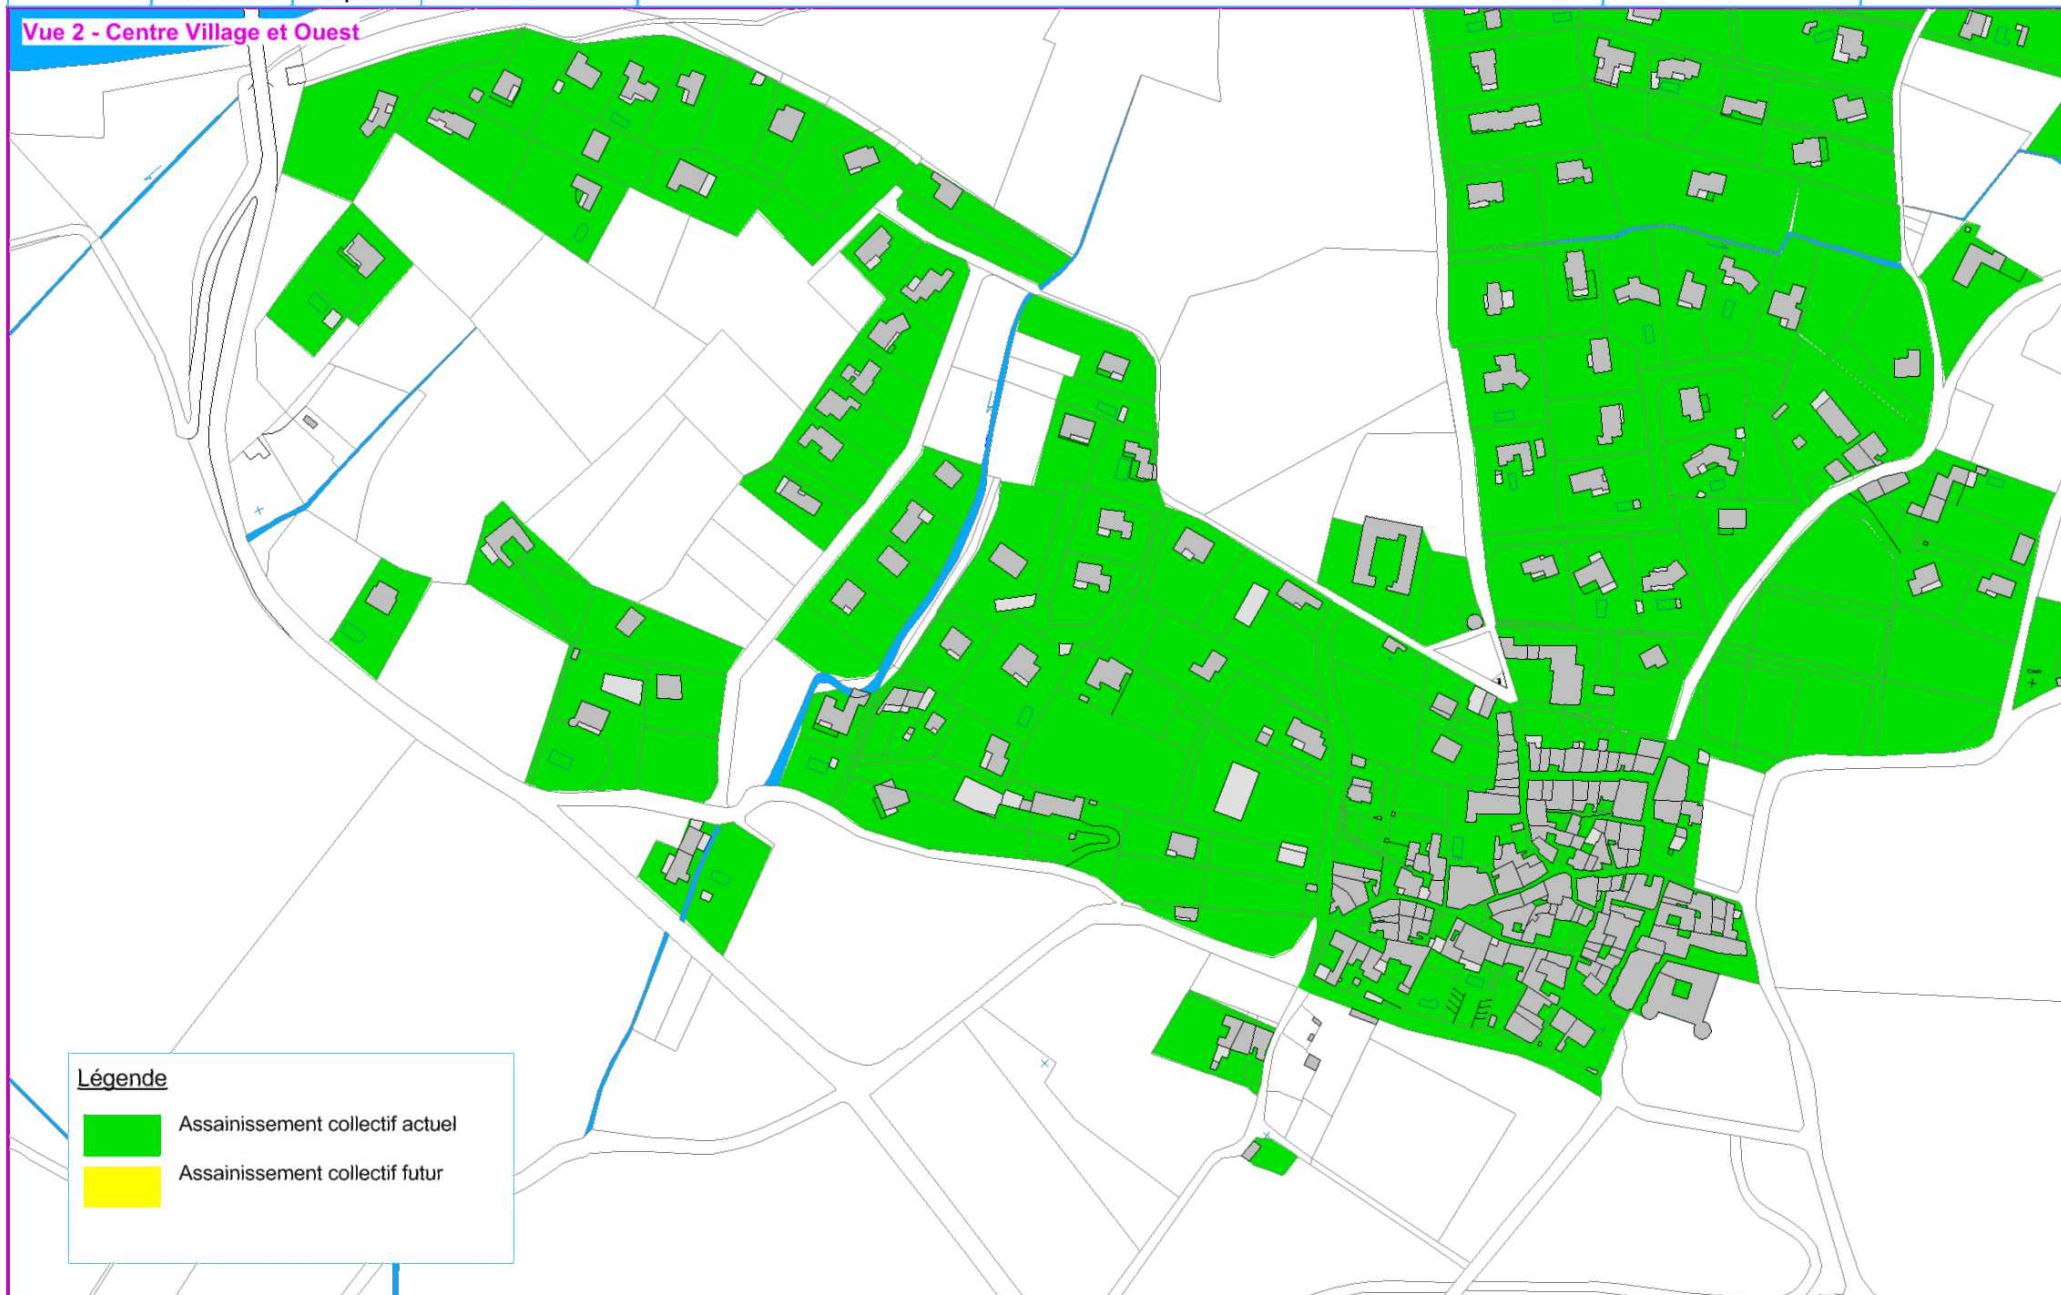 Vue 2 - Centre Village et Ouest
Légende
Assainissement collectif actuel
Assainissement collectif futur